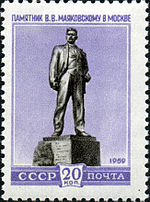 ПАМЯТНИК В.В. МАЯКОВСКОМУ В МОСКВЕ
1959
СССР 20 КОП. ПОЧТА